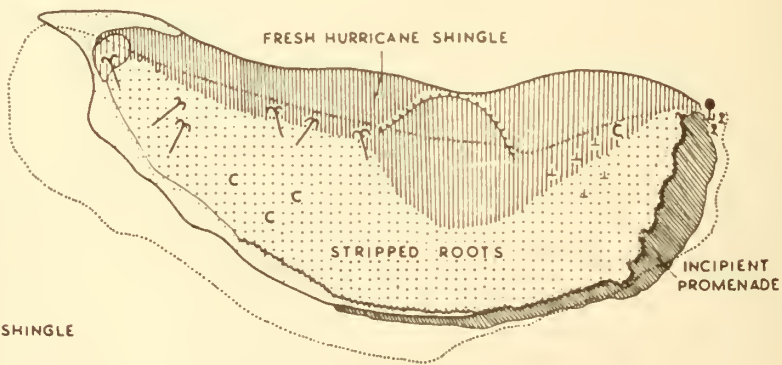 FRESH HURRICANE SHINGLE
C
C
C
C
STRIPPED ROOTS
INCIPIENT
PROMENADE
SHINGLE